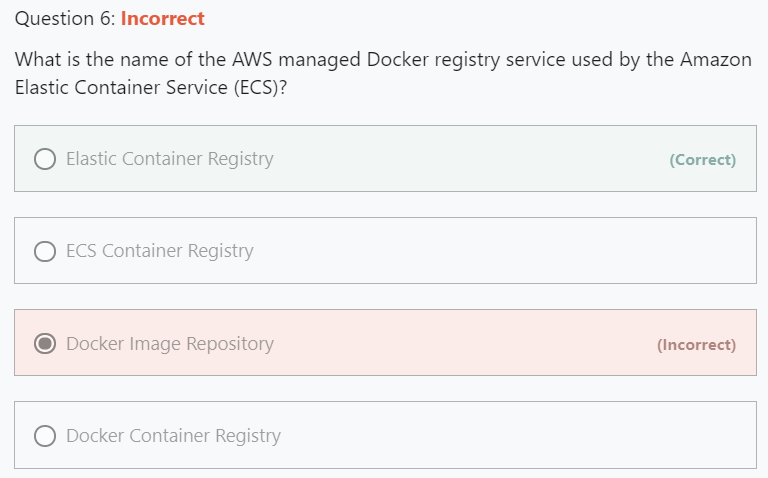 Question 6: Incorrect
What is the name of the AWS managed Docker registry service used by the Amazon
Elastic Container Service (ECS)?
Elastic Container Registry (Correct)
ECS Container Registry
Docker Image Repository (Incorrect)
Docker Container Registry